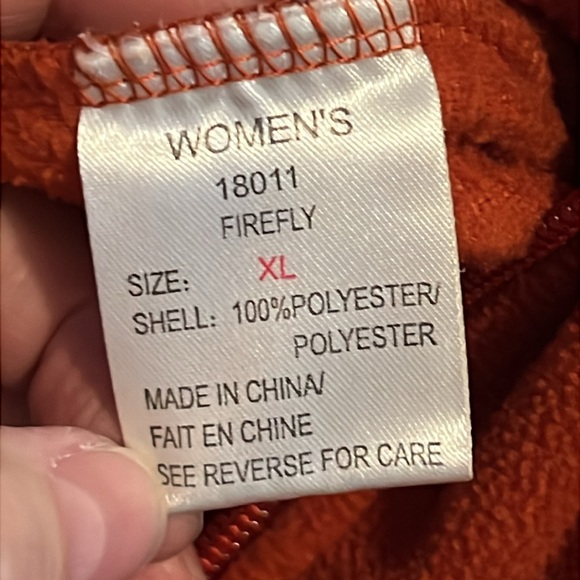 WOMEN'S
18011
FIREFLY
SIZE: XL
SHELL: 100%POLYESTER/
POLYESTER
MADE IN CHINA/
FAIT EN CHINE
SEE REVERSE FOR CARE